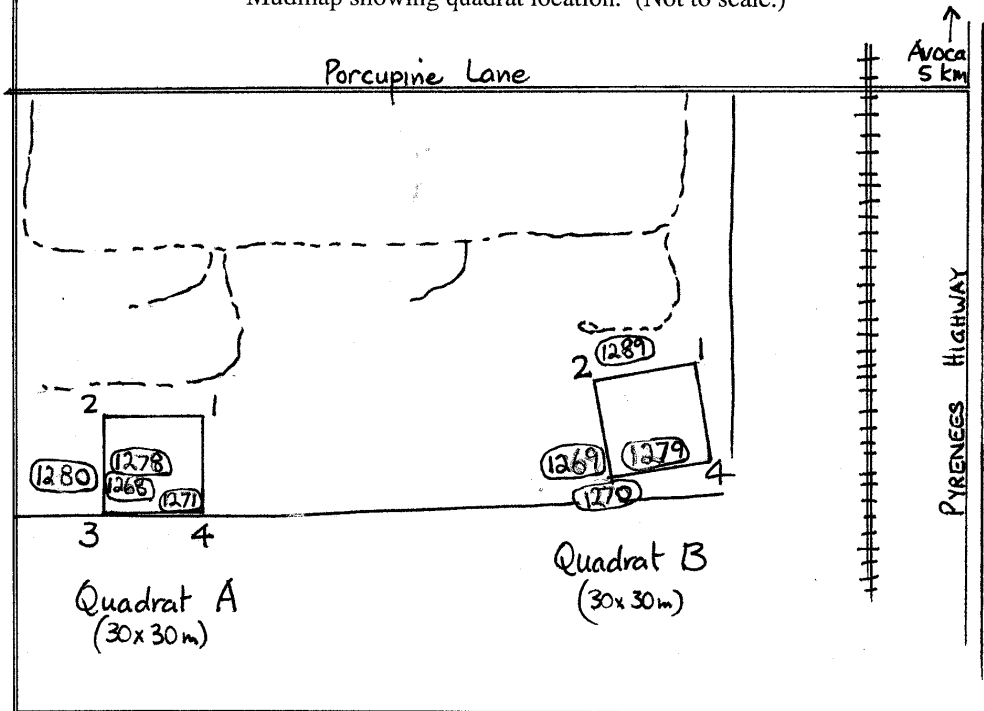 Mudmap showing quadrat location. (Not to scale.)
Avoca
5 km
Porcupine Lane
PYRENEES HIGHWAY
2
1
1280
1278
1268
1271
3
4
Quadrat A
(30x30m)
1289
2
1
1269
1279
1270
4
Quadrat B
(30x30m)